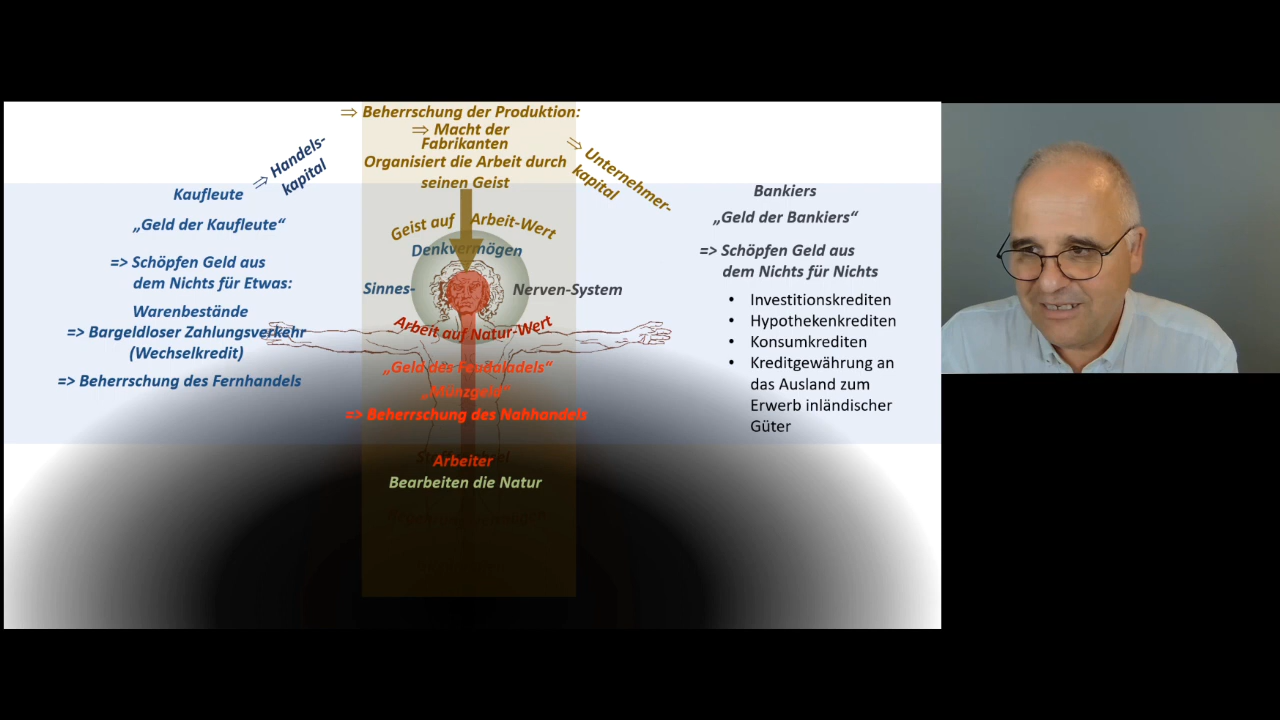 ⇒ Beherrschung der Produktion:
⇒ Macht der
Fabrikanten
Organisiert die Arbeit durch
seinen Geist
⇒ Handels-
kapital
⇒ Unternehmer-
kapital
Kaufleute
„Geld der Kaufleute“
=> Schöpfen Geld aus
dem Nichts für Etwas:
Warenbestände
=> Bargeldloser Zahlungsverkehr
(Wechselkredit)
=> Beherrschung des Fernhandels
Geist auf Arbeit-Wert
Denkvermögen
Sinnes- Nerven-System
Arbeit auf Natur-Wert
„Geld des Feudaladels“
„Münzgeld“
=> Beherrschung des Nahhandels
Arbeiter
Bearbeiten die Natur
Bankiers
„Geld der Bankiers“
=> Schöpfen Geld aus
dem Nichts für Nichts
• Investitionskrediten
• Hypothekenkrediten
• Konsumkrediten
• Kreditgewährung an
das Ausland zum
Erwerb inländischer
Güter